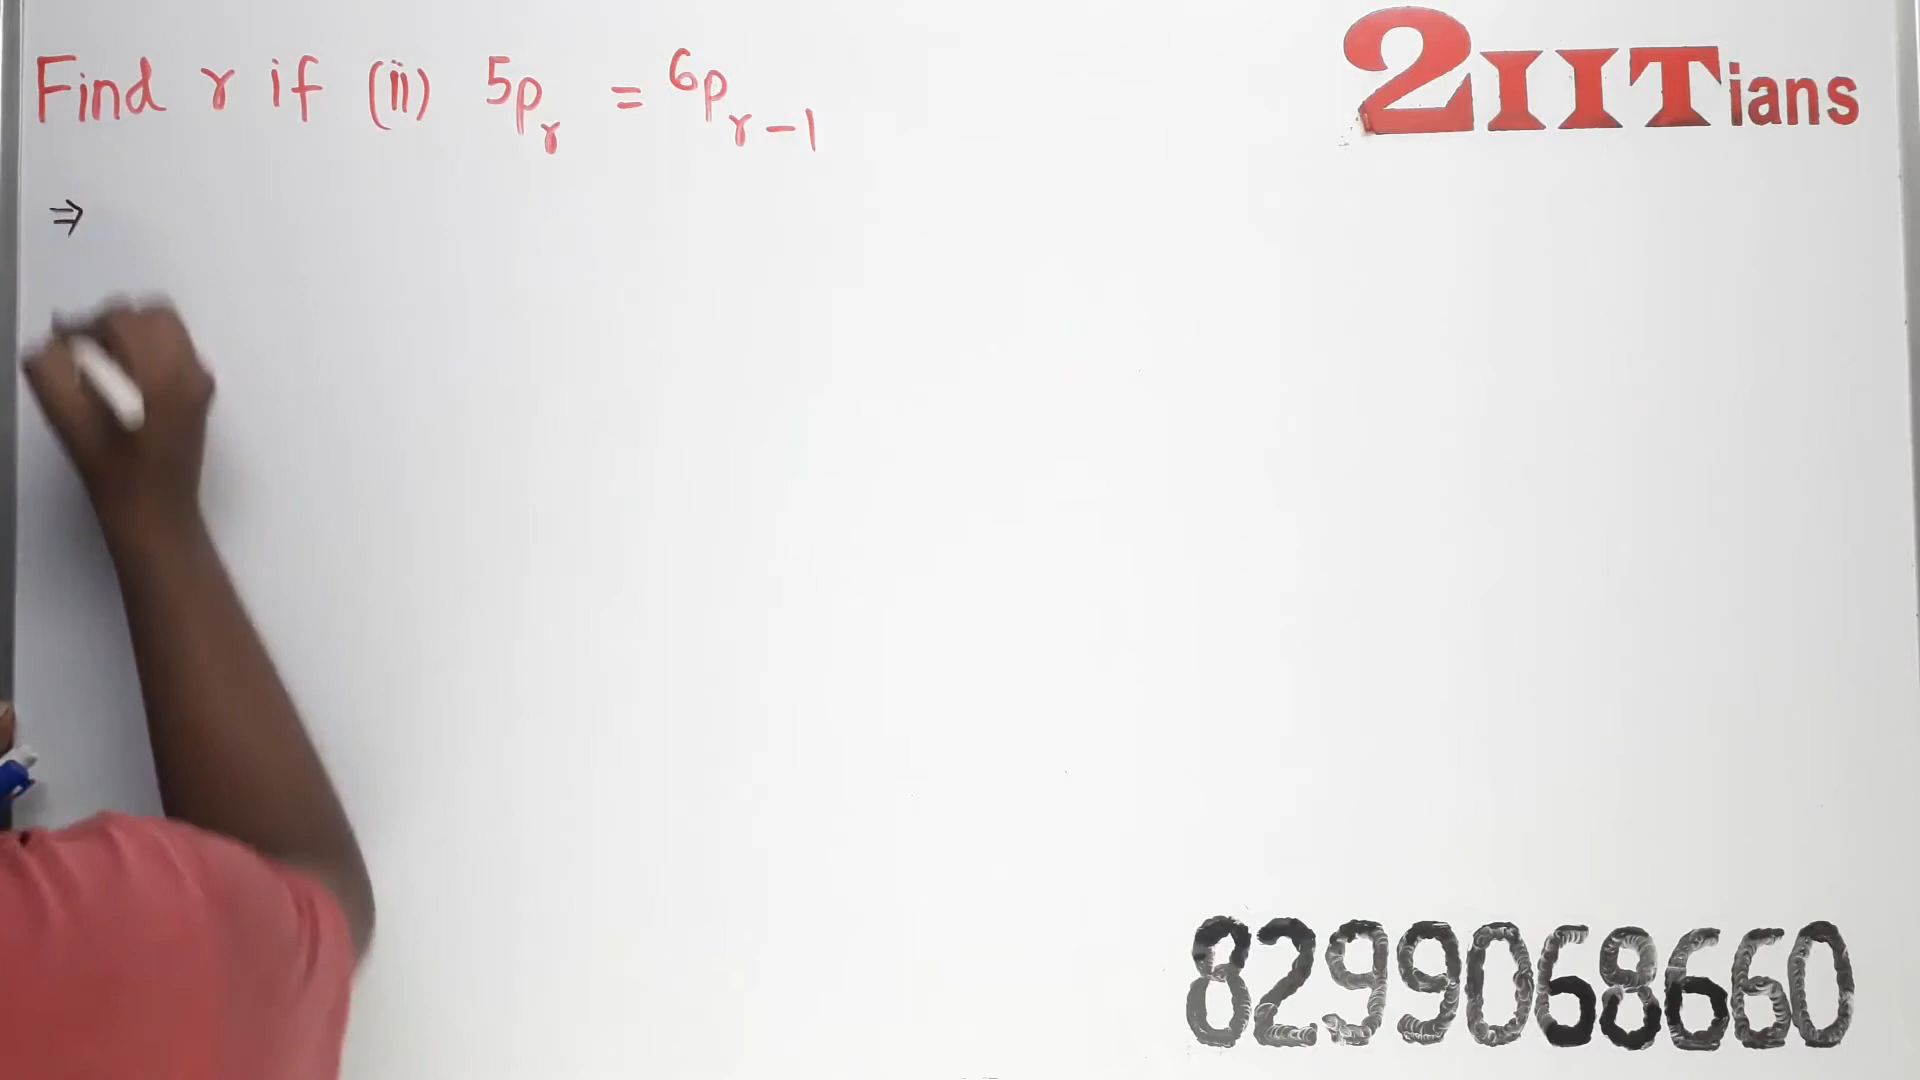 Find r if (ii) 5pᵣ = ⁶pᵣ₋₁
2IITians
⇒
8299068660